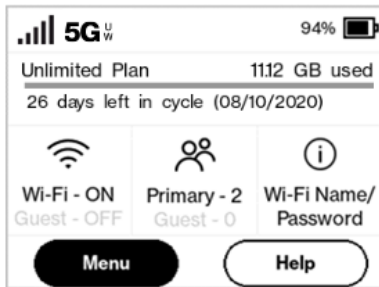 5G UW 94%
Unlimited Plan 11.12 GB used
26 days left in cycle (08/10/2020)
Wi-Fi - ON Primary - 2 Wi-Fi Name/
Guest - OFF Guest - 0 Password
Menu Help